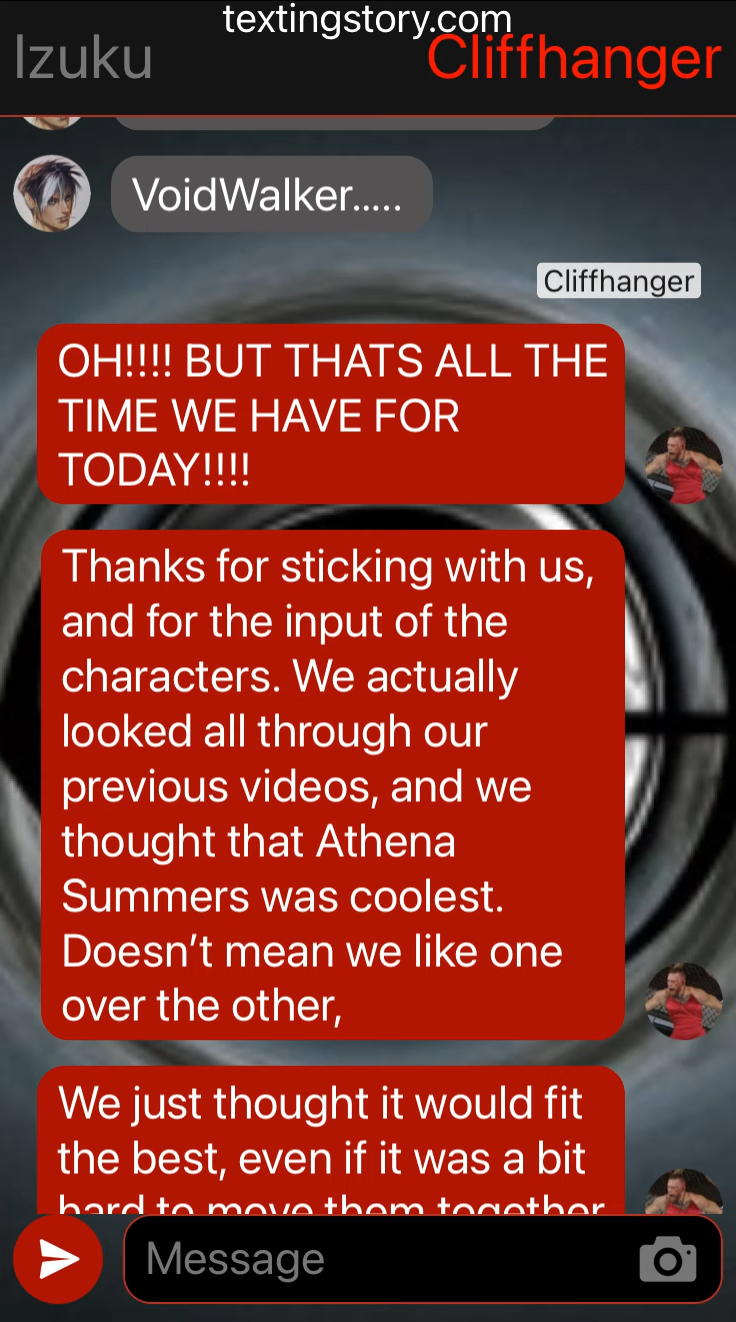 textingstory.com
Izuku
Cliffhanger
VoidWalker.....
Cliffhanger
OH!!!! BUT THATS ALL THE
TIME WE HAVE FOR
TODAY!!!!
Thanks for sticking with us,
and for the input of the
characters. We actually
looked all through our
previous videos, and we
thought that Athena
Summers was coolest.
Doesn’t mean we like one
over the other,
We just thought it would fit
the best, even if it was a bit
hard to move them together
Message